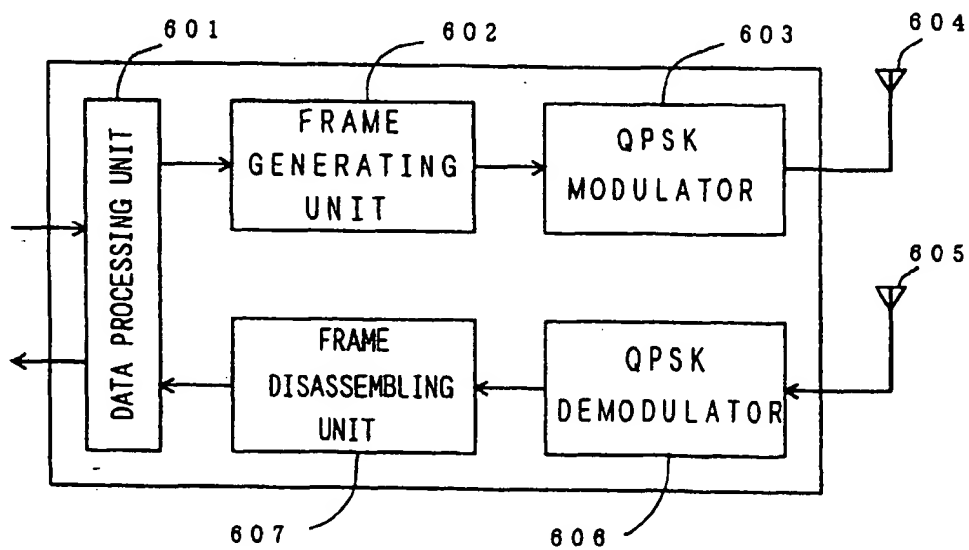 601
602
603
604
DATA PROCESSING UNIT
FRAME
GENERATING
UNIT
QPSK
MODULATOR
605
FRAME
DISASSEMBLING
UNIT
QPSK
DEMODULATOR
607
606